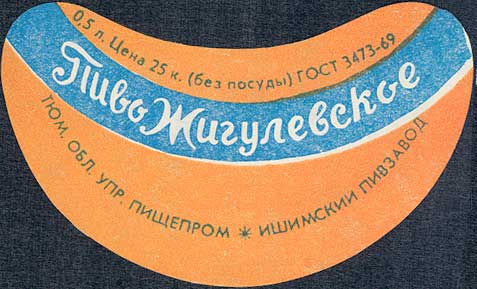 0,5 л. Цена 25 к. (без посуды) ГОСТ 3473-69
Пиво Жигулевское
ТЮМ. ОБЛ. УПР. ПИЩЕПРОМ * ИШИМСКИЙ ПИВЗАВОД